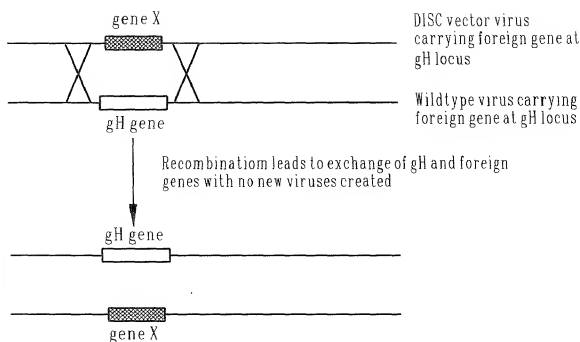 gene X
DISC vector virus
carrying foreign gene at
gH locus
Wildtype virus carrying
foreign gene at gH locus
gH gene
Recombinatiom leads to exchange of gH and foreign
genes with no new viruses created
gH gene
gene X